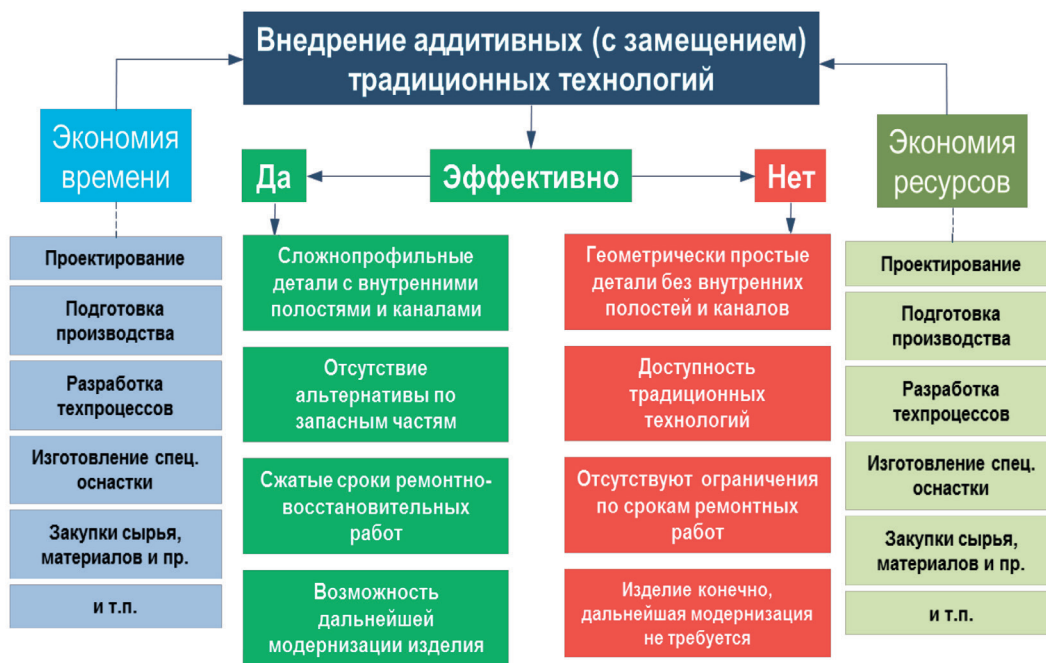 Внедрение аддитивных (с замещением)
традиционных технологий
Экономия
времени
Проектирование
Подготовка
производства
Разработка
техпроцессов
Изготовление спец.
оснастки
Закупки сырья,
материалов и пр.
и т.п.
Эффективно
Да
Сложнопрофильные
детали с внутренними
полостями и каналами
Отсутствие
альтернативы по
запасным частям
Сжатые сроки ремонтно-
восстановительных
работ
Возможность
дальнейшей
модернизации изделия
Нет
Геометрически простые
детали без внутренних
полостей и каналов
Доступность
традиционных
технологий
Отсутствуют ограничения
по срокам ремонтных
работ
Изделие конечно,
дальнейшая модернизация
не требуется
Экономия
ресурсов
Проектирование
Подготовка
производства
Разработка
техпроцессов
Изготовление спец.
оснастки
Закупки сырья,
материалов и пр.
и т.п.